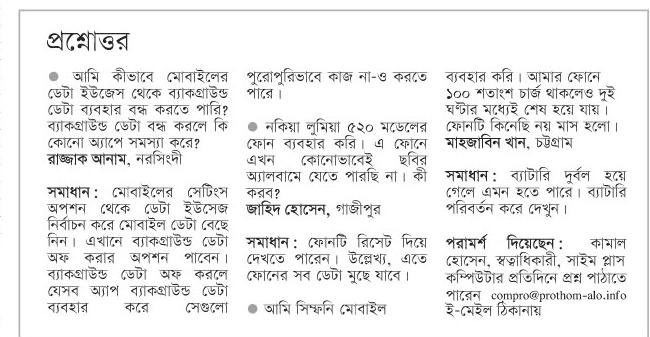 প্রশ্নোত্তর
● আমি কীভাবে মোবাইলের
ডেটা ইউজেস থেকে ব্যাকগ্রাউন্ড
ডেটা ব্যবহার বন্ধ করতে পারি?
ব্যাকগ্রাউন্ড ডেটা বন্ধ করলে কি
কোনো অ্যাপে সমস্যা করে?
রাজ্জাক আনাম, নরসিংদী
সমাধান : মোবাইলের সেটিংস
অপশন থেকে ডেটা ইউসেজ
নির্বাচন করে মোবাইল ডেটা বেছে
নিন। এখানে ব্যাকগ্রাউন্ড ডেটা
অফ করার অপশন পাবেন।
ব্যাকগ্রাউন্ড ডেটা অফ করলে
যেসব অ্যাপ ব্যাকগ্রাউন্ড ডেটা
ব্যবহার করে সেগুলো
পুরোপুরিভাবে কাজ না-ও করতে
পারে।
● নকিয়া লুমিয়া ৫২০ মডেলের
ফোন ব্যবহার করি। এ ফোনে
এখন কোনোভাবেই ছবির
অ্যালবামে যেতে পারছি না। কী
করব?
জাহিদ হোসেন, গাজীপুর
সমাধান : ফোনটি রিসেট দিয়ে
দেখতে পারেন। উল্লেখ্য, এতে
ফোনের সব ডেটা মুছে যাবে।
● আমি সিম্ফনি মোবাইল
ব্যবহার করি। আমার ফোনে
১০০ শতাংশ চার্জ থাকলেও দুই
ঘণ্টার মধ্যেই শেষ হয়ে যায়।
ফোনটি কিনেছি নয় মাস হলো।
মাহজাবিন খান, চট্টগ্রাম
সমাধান : ব্যাটারি দুর্বল হয়ে
গেলে এমন হতে পারে। ব্যাটারি
পরিবর্তন করে দেখুন।
পরামর্শ দিয়েছেন : কামাল
হোসেন, স্বত্বাধিকারী, সাইম প্লাস
কম্পিউটার প্রতিদিনে প্রশ্ন পাঠাতে
পারেন compro@prothom-alo.info
ই-মেইল ঠিকানায়